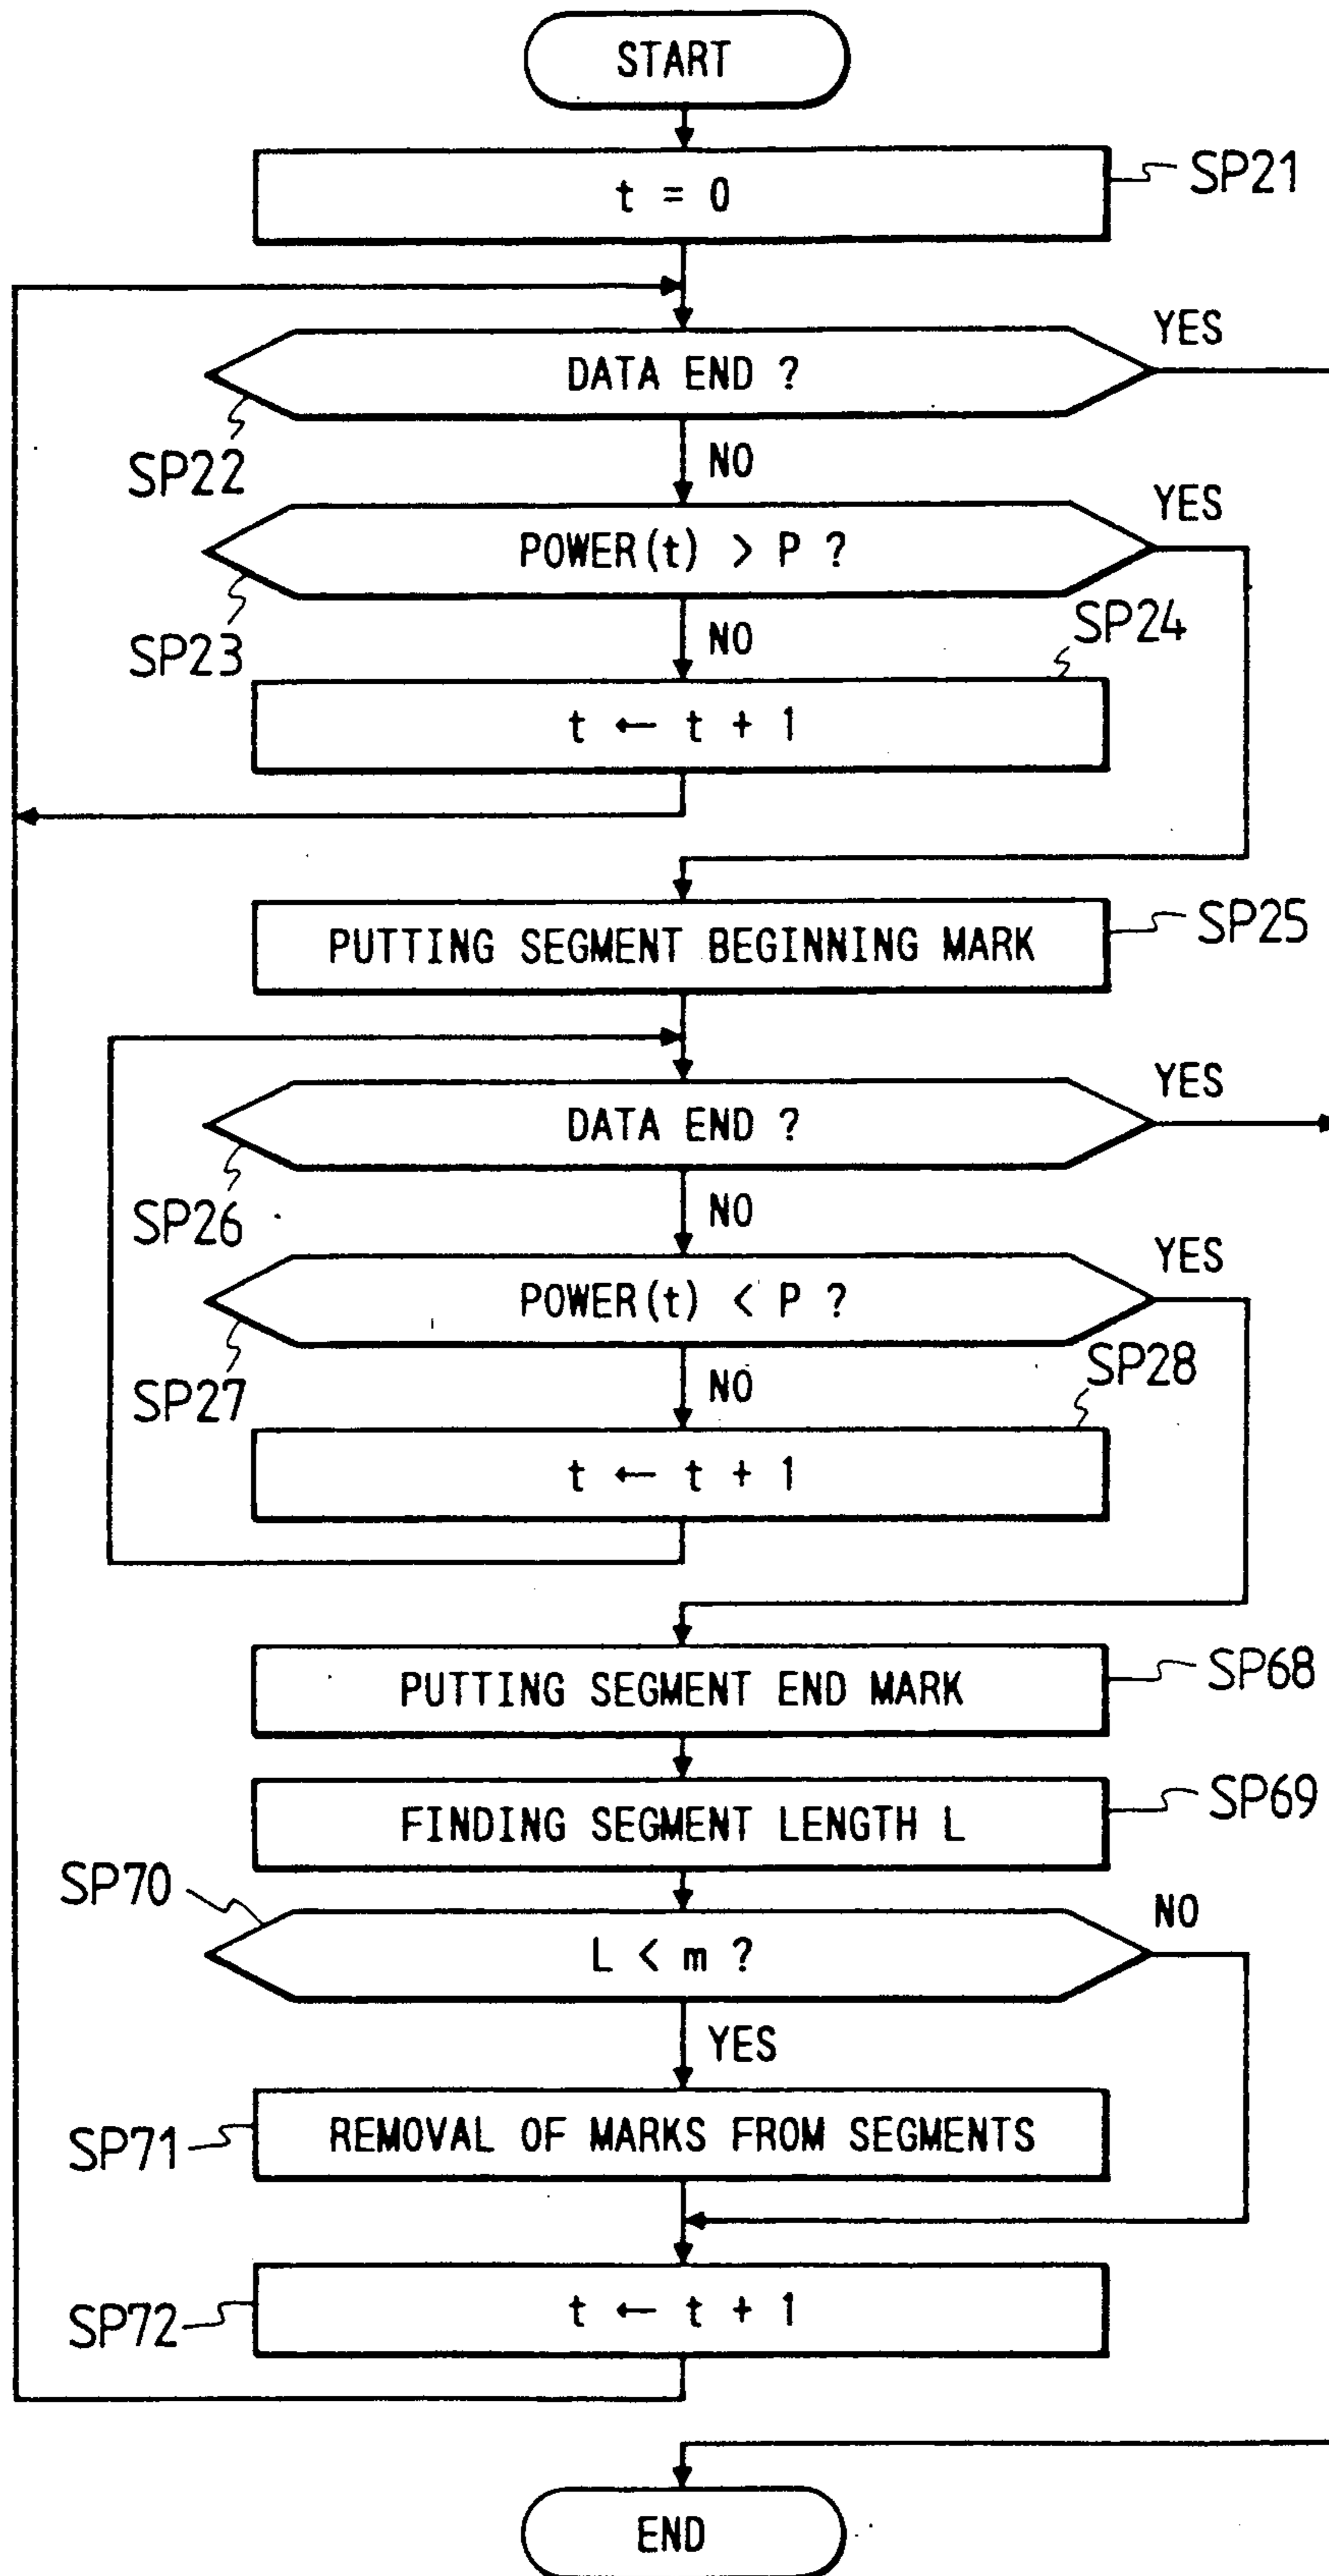 START
t = 0
SP21
YES
DATA END ?
SP22
NO
YES
POWER(t) > P ?
SP23
NO
SP24
t ← t + 1
PUTTING SEGMENT BEGINNING MARK
SP25
YES
DATA END ?
SP26
NO
YES
POWER(t) < P ?
SP27
NO
SP28
t ← t + 1
PUTTING SEGMENT END MARK
SP68
FINDING SEGMENT LENGTH L
SP69
SP70
NO
L < m ?
YES
SP71
REMOVAL OF MARKS FROM SEGMENTS
SP72
t ← t + 1
END